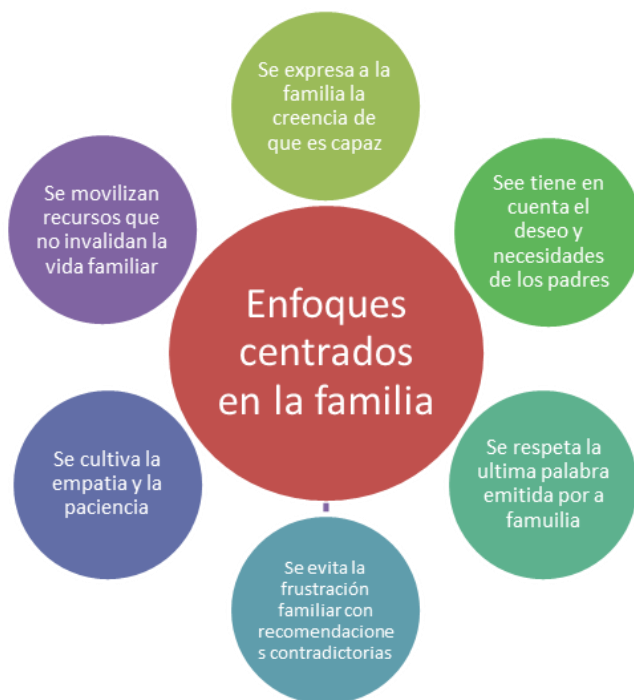 Se expresa a la
familia la
creencia de
que es capaz
See tiene en
cuenta el
deseo y
necesidades
de los padres
Se respeta la
ultima palabra
emitida por a
famuilia
Se evita la
frustración
familiar con
recomendacione
s contradictorias
Se cultiva la
empatia y la
paciencia
Se movilizan
recursos que
no invalidan la
vida familiar
Enfoques
centrados
en la familia